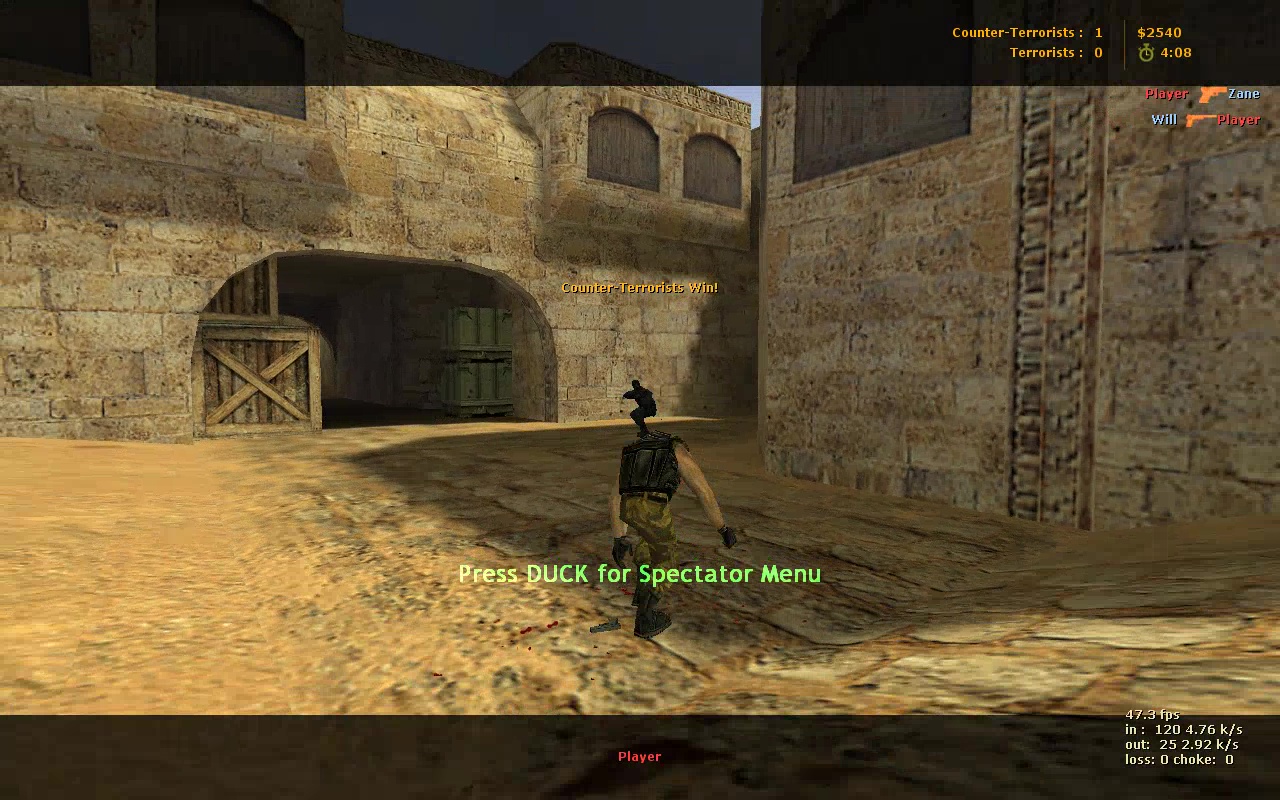 Counter-Terrorists : 1 $2540
Terrorists : 0 4:08
Player Zane
Will Player
Counter-Terrorists Win!
Press DUCK for Spectator Menu
47.3 fps
in : 120 4.76 k/s
out: 25 2.92 k/s
loss: 0 choke: 0
Player